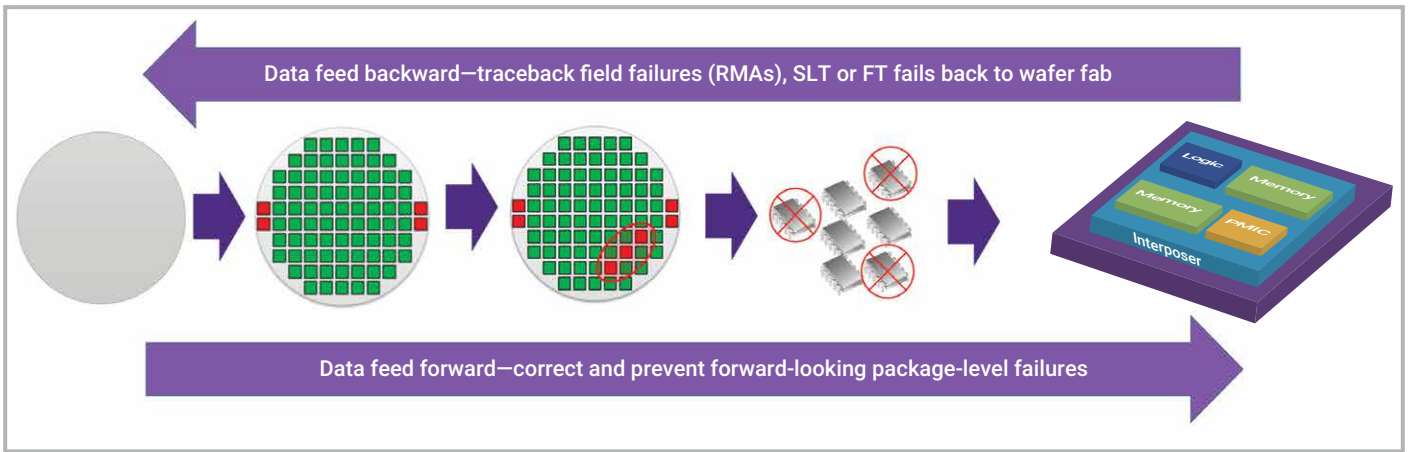 Data feed backward—traceback field failures (RMAs), SLT or FT fails back to wafer fab
Logic
Memory
Memory
PMIC
Interposer
Data feed forward—correct and prevent forward-looking package-level failures